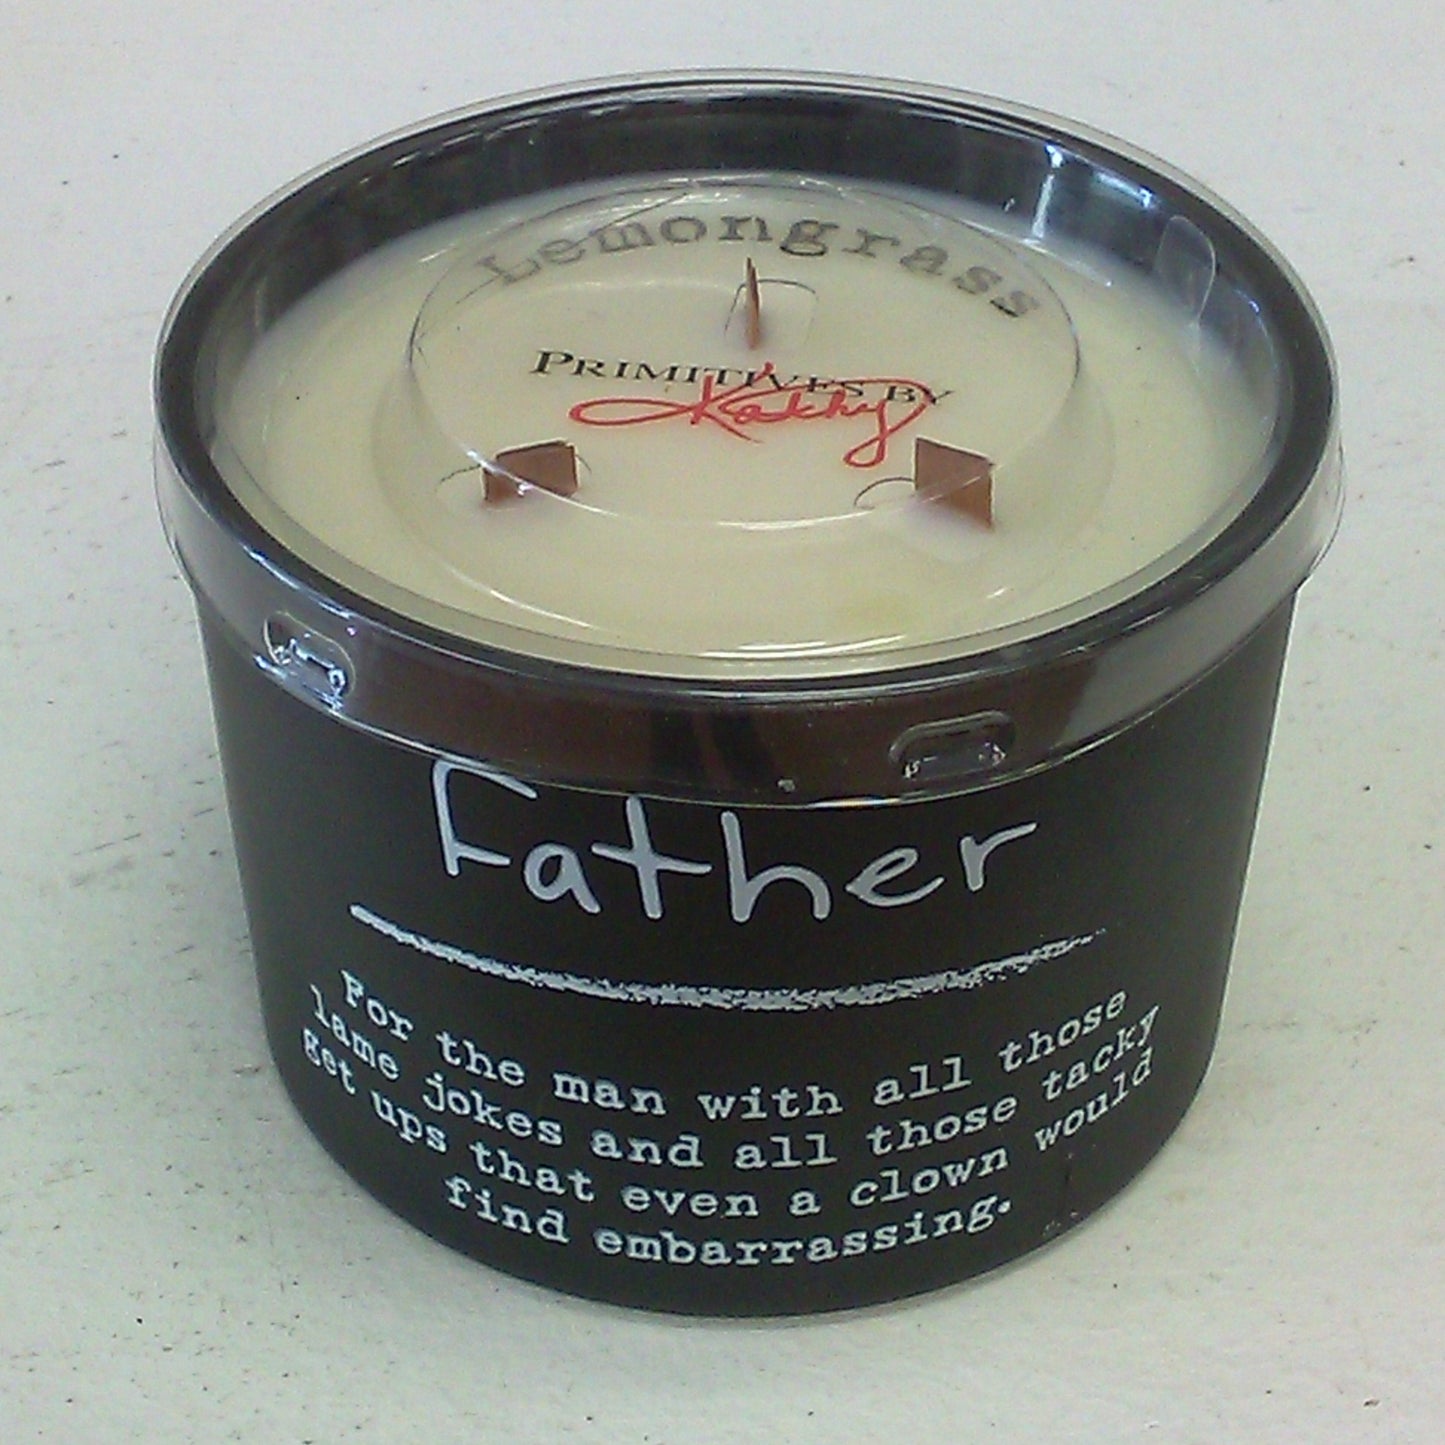 Lemongrass
PRIMITIVES BY
Kathy
Father
For the man with all those
lame jokes and all those tacky
get ups that even a clown would
find embarrassing.